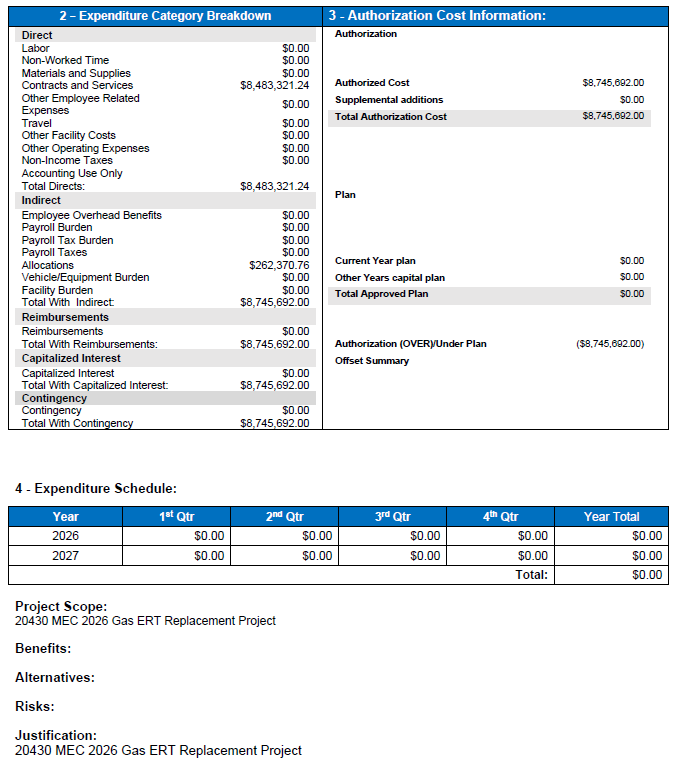 2 – Expenditure Category Breakdown
Direct
Labor $0.00
Non-Worked Time $0.00
Materials and Supplies $0.00
Contracts and Services $8,483,321.24
Other Employee Related
Expenses $0.00
Travel $0.00
Other Facility Costs $0.00
Other Operating Expenses $0.00
Non-Income Taxes $0.00
Accounting Use Only
Total Directs: $8,483,321.24
Indirect
Employee Overhead Benefits $0.00
Payroll Burden $0.00
Payroll Tax Burden $0.00
Payroll Taxes $0.00
Allocations $262,370.76
Vehicle/Equipment Burden $0.00
Facility Burden $0.00
Total With Indirect: $8,745,692.00
Reimbursements
Reimbursements $0.00
Total With Reimbursements: $8,745,692.00
Capitalized Interest
Capitalized Interest $0.00
Total With Capitalized Interest: $8,745,692.00
Contingency
Contingency $0.00
Total With Contingency $8,745,692.00
3 - Authorization Cost Information:
Authorization
Authorized Cost $8,745,692.00
Supplemental additions $0.00
Total Authorization Cost $8,745,692.00
Plan
Current Year plan $0.00
Other Years capital plan $0.00
Total Approved Plan $0.00
Authorization (OVER)/Under Plan ($8,745,692.00)
Offset Summary
4 - Expenditure Schedule:
Year 1st Qtr 2nd Qtr 3rd Qtr 4th Qtr Year Total
2026 $0.00 $0.00 $0.00 $0.00 $0.00
2027 $0.00 $0.00 $0.00 $0.00 $0.00
Total: $0.00
Project Scope:
20430 MEC 2026 Gas ERT Replacement Project
Benefits:
Alternatives:
Risks:
Justification:
20430 MEC 2026 Gas ERT Replacement Project